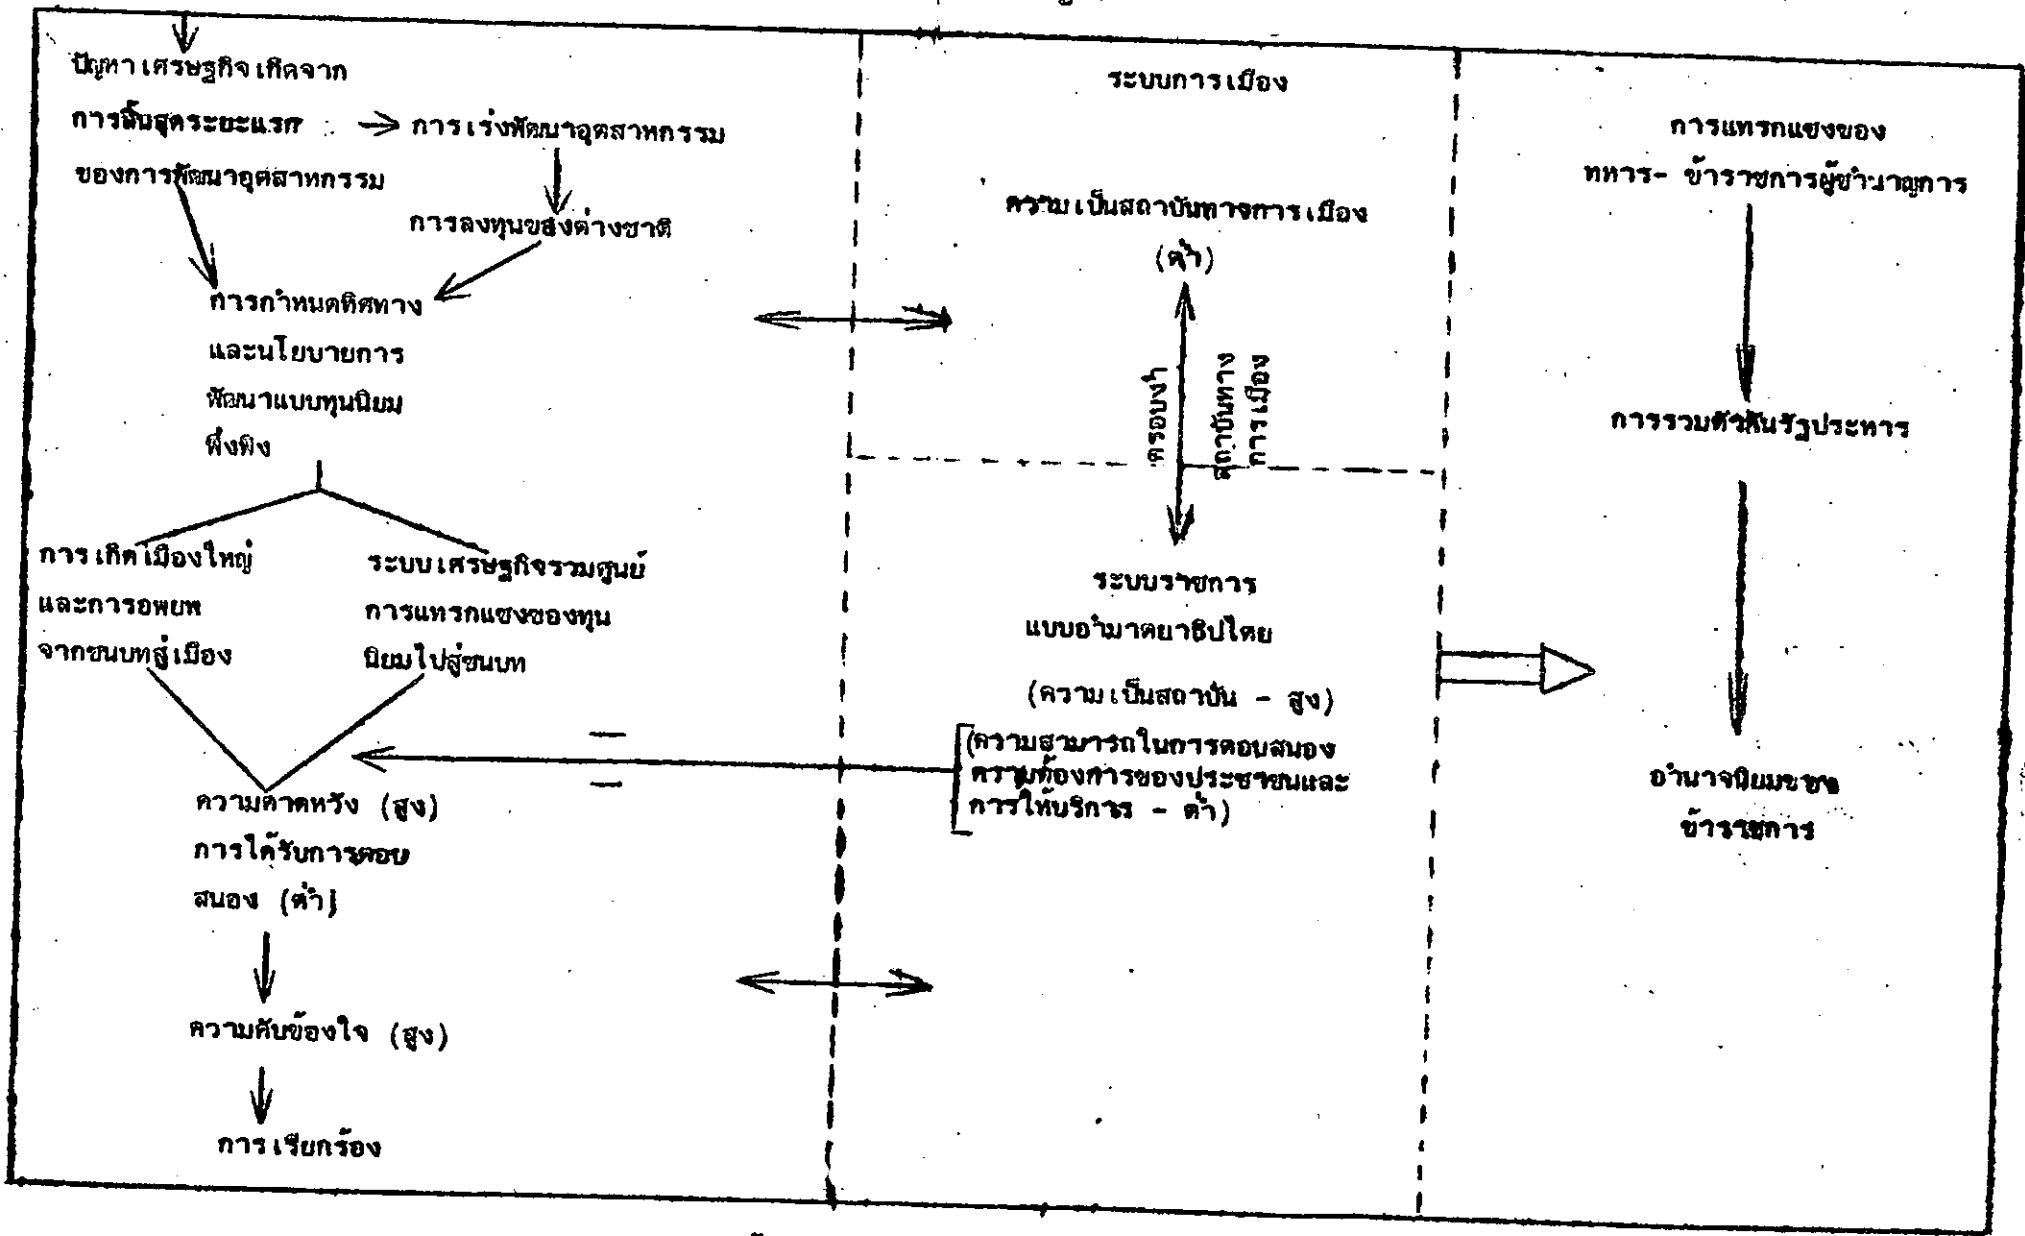 ปัญหาเศรษฐกิจเกิดจาก
การสิ้นสุดระยะแรก
ของการพัฒนาอุตสาหกรรม
การเร่งพัฒนาอุตสาหกรรม
การลงทุนของต่างชาติ
การกำหนดทิศทาง
และนโยบายการ
พัฒนาแบบทุนนิยม
พึ่งพิง
การเกิดเมืองใหญ่
และการอพยพ
จากชนบทสู่เมือง
ระบบเศรษฐกิจรวมศูนย์
การแทรกแซงของทุน
นิยมไปสู่ชนบท
ความคาดหวัง (สูง)
การได้รับการตอบ
สนอง (ต่ำ)
ความคับข้องใจ (สูง)
การเรียกร้อง
ระบบการเมือง
ความเป็นสถาบันทางการเมือง
(ต่ำ)
ครอบงำ
สถาบันทาง
การเมือง
ระบบราชการ
แบบอำมาตยาธิปไตย
(ความเป็นสถาบัน - สูง)
(ความสามารถในการตอบสนอง
ความต้องการของประชาชนและ
การให้บริการ - ต่ำ)
การแทรกแซงของ
ทหาร- ข้าราชการผู้ชำนาญการ
การรวมตัวกันรัฐประหาร
อำนาจนิยมของ
ข้าราชการ